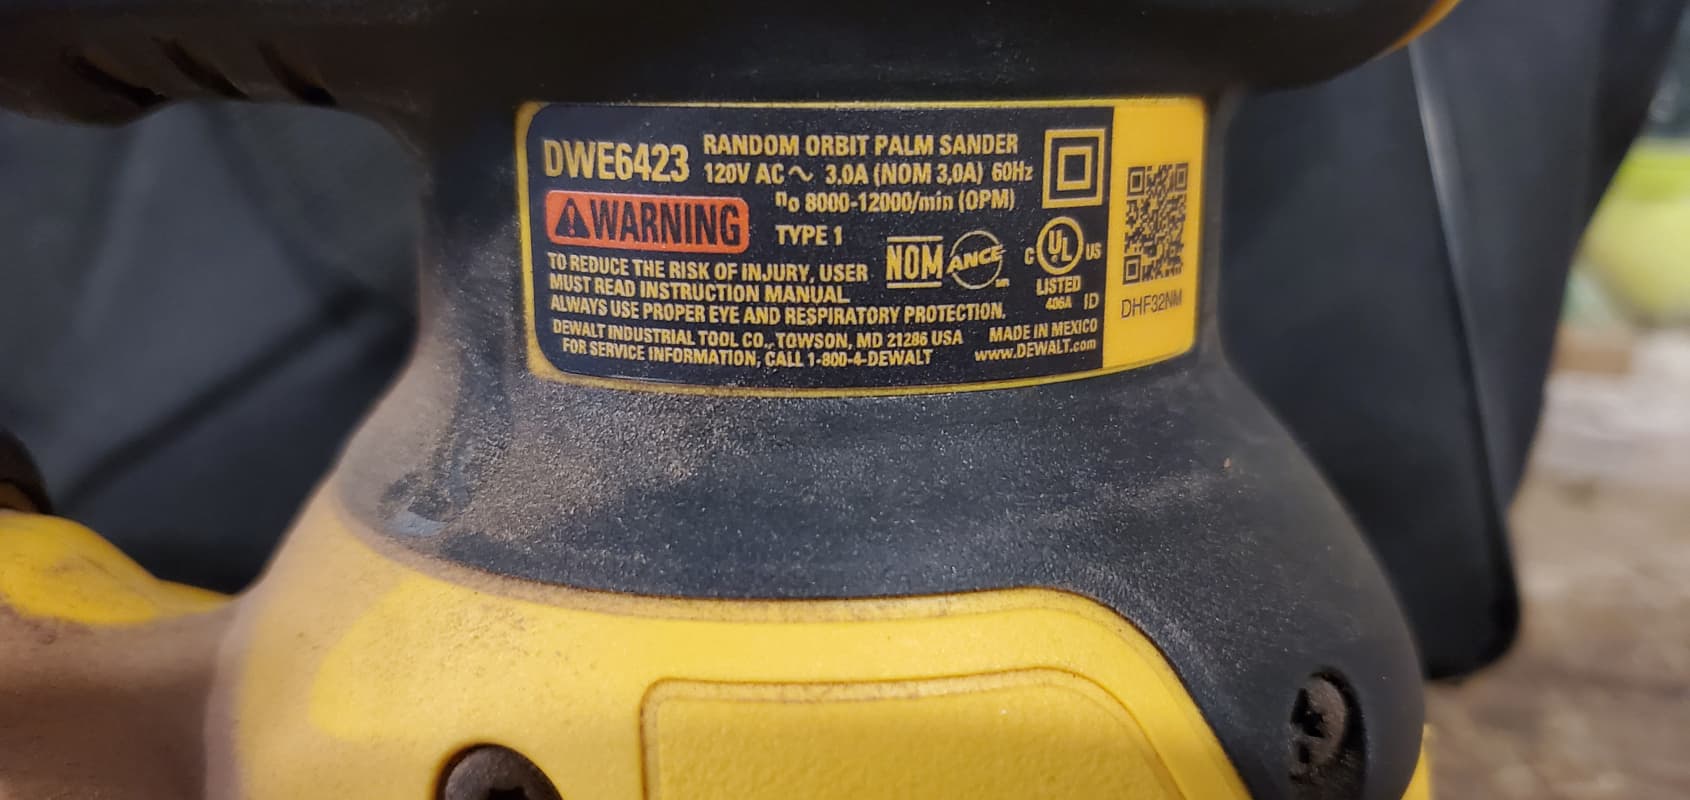 DWE6423 RANDOM ORBIT PALM SANDER
120V AC ~ 3.0A (NOM 3,0A) 60Hz
n₀ 8000-12000/min (OPM)
⚠WARNING
TYPE 1
NOM ANCE
C UL US
LISTED
406A ID
TO REDUCE THE RISK OF INJURY, USER
MUST READ INSTRUCTION MANUAL
ALWAYS USE PROPER EYE AND RESPIRATORY PROTECTION.
DEWALT INDUSTRIAL TOOL CO., TOWSON, MD 21286 USA MADE IN MEXICO
FOR SERVICE INFORMATION, CALL 1-800-4-DEWALT www.DEWALT.com
DHF32NM